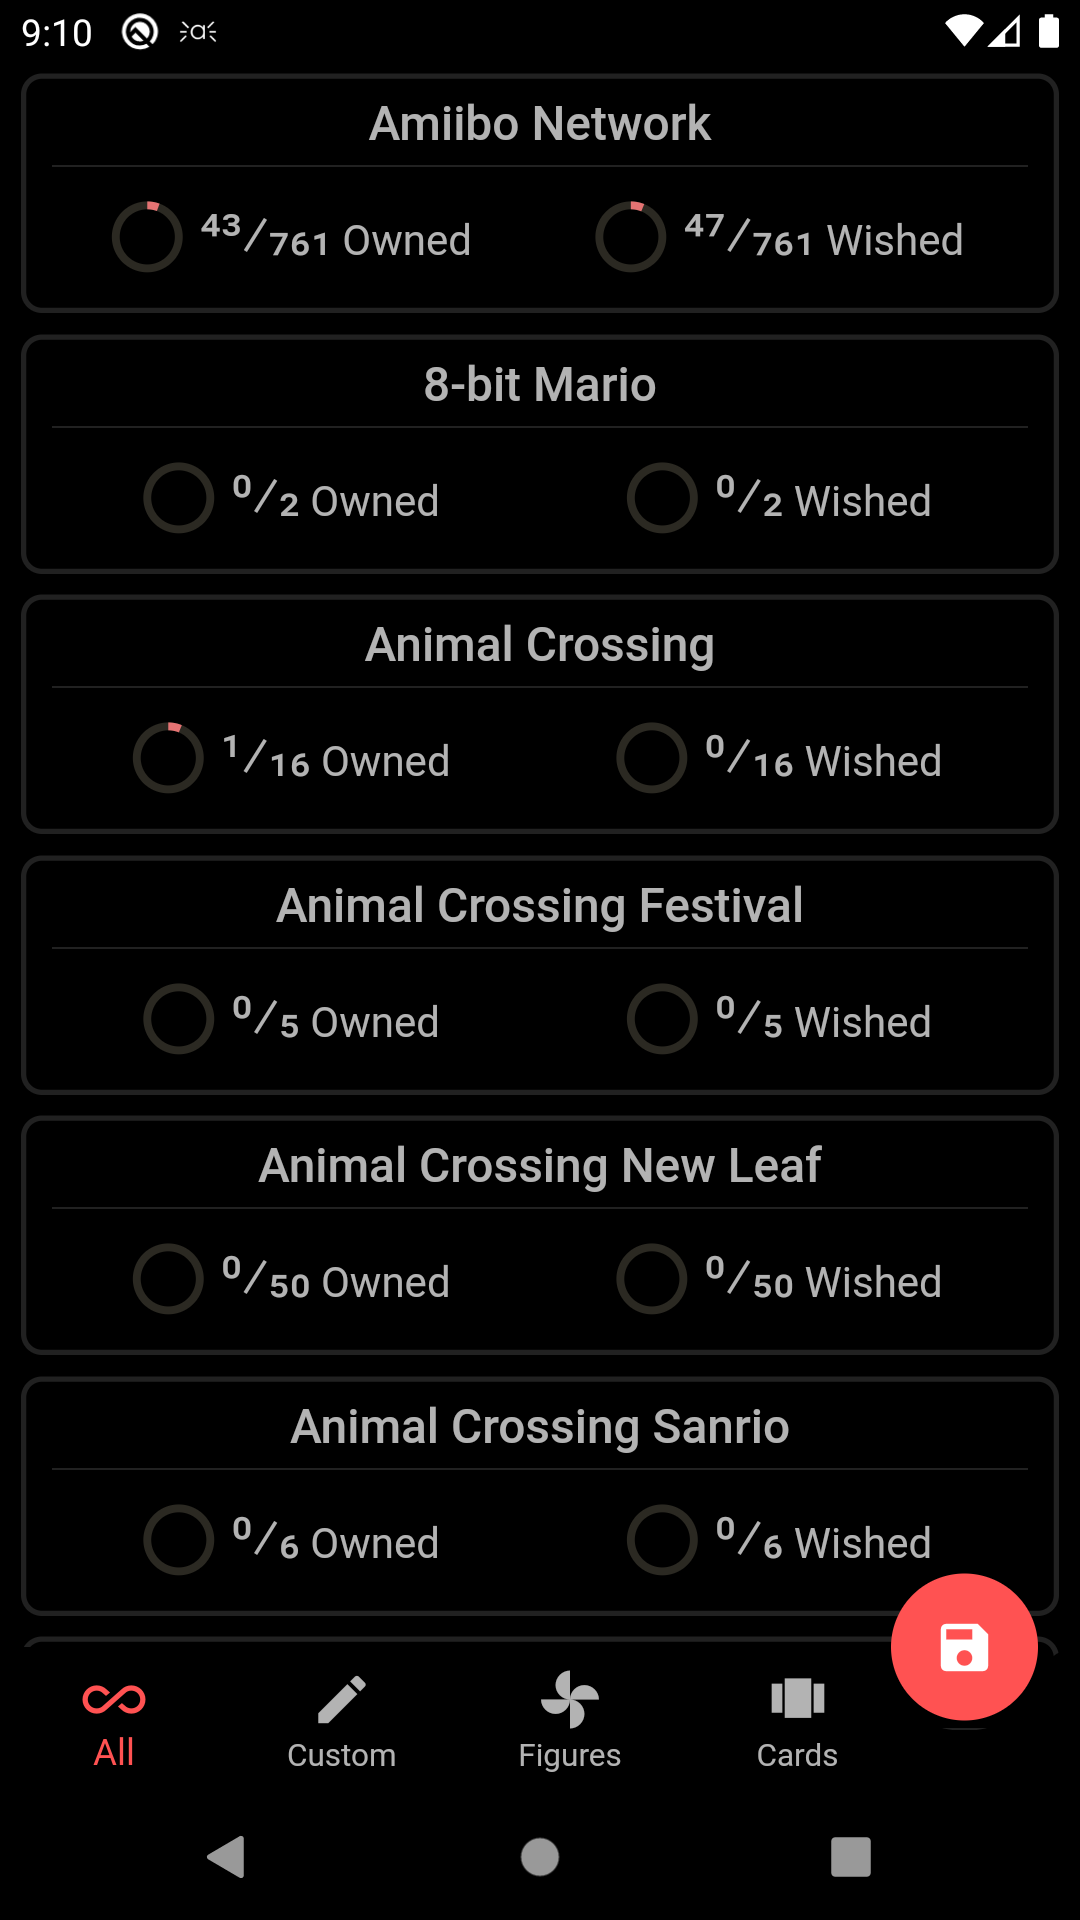 9:10
Amiibo Network
43/761 Owned 47/761 Wished
8-bit Mario
0/2 Owned 0/2 Wished
Animal Crossing
1/16 Owned 0/16 Wished
Animal Crossing Festival
0/5 Owned 0/5 Wished
Animal Crossing New Leaf
0/50 Owned 0/50 Wished
Animal Crossing Sanrio
0/6 Owned 0/6 Wished
All Custom Figures Cards